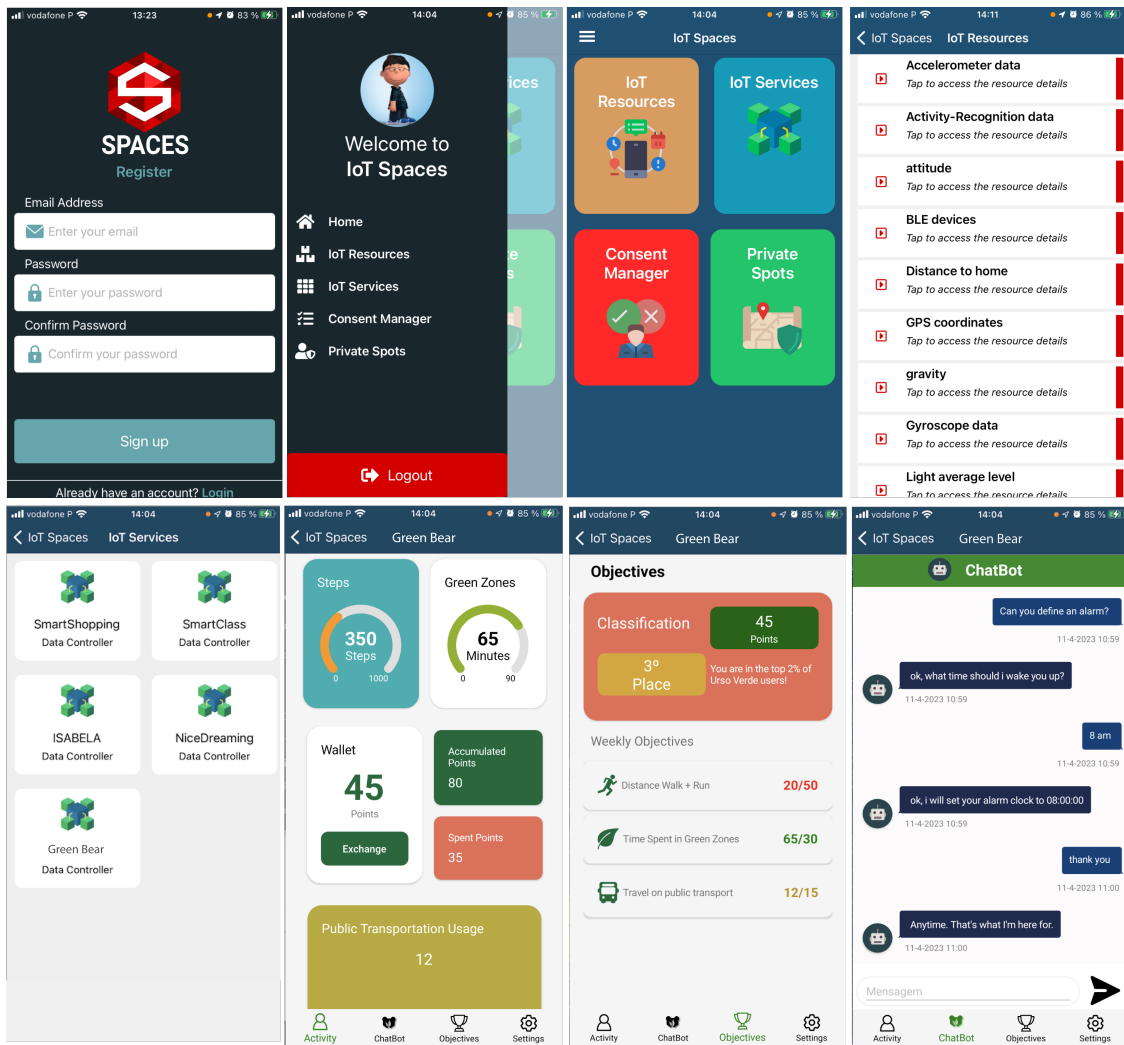 vodafone P 13:23 83 %
SPACES
Register
Email Address
Enter your email
Password
Enter your password
Confirm Password
Confirm your password
Sign up
Already have an account? Login
vodafone P 14:04 85 %
Welcome to
IoT Spaces
Home
IoT Resources
IoT Services
Consent Manager
Private Spots
Logout
ices
e
s
vodafone P 14:04 85 %
IoT Spaces
IoT
Resources
IoT Services
Consent
Manager
Private
Spots
vodafone P 14:11 86 %
IoT Spaces IoT Resources
Accelerometer data
Tap to access the resource details
Activity-Recognition data
Tap to access the resource details
attitude
Tap to access the resource details
BLE devices
Tap to access the resource details
Distance to home
Tap to access the resource details
GPS coordinates
Tap to access the resource details
gravity
Tap to access the resource details
Gyroscope data
Tap to access the resource details
Light average level
Tap to access the resource details
vodafone P 14:04 85 %
IoT Spaces IoT Services
SmartShopping
Data Controller
SmartClass
Data Controller
ISABELA
Data Controller
NiceDreaming
Data Controller
Green Bear
Data Controller
vodafone P 14:04 85 %
IoT Spaces Green Bear
Steps
350
Steps
0 1000
Green Zones
65
Minutes
0 90
Wallet
45
Points
Exchange
Accumulated
Points
80
Spent Points
35
Public Transportation Usage
12
Activity ChatBot Objectives Settings
vodafone P 14:04 85 %
IoT Spaces Green Bear
Objectives
Classification
45
Points
3º
Place
You are in the top 2% of
Urso Verde users!
Weekly Objectives
Distance Walk + Run 20/50
Time Spent in Green Zones 65/30
Travel on public transport 12/15
Activity ChatBot Objectives Settings
vodafone P 14:04 85 %
IoT Spaces Green Bear
ChatBot
Can you define an alarm?
11-4-2023 10:59
ok, what time should i wake you up?
11-4-2023 10:59
8 am
11-4-2023 10:59
ok, i will set your alarm clock to 08:00:00
11-4-2023 10:59
thank you
11-4-2023 11:00
Anytime. That's what I'm here for.
11-4-2023 11:00
Mensagem
Activity ChatBot Objectives Settings